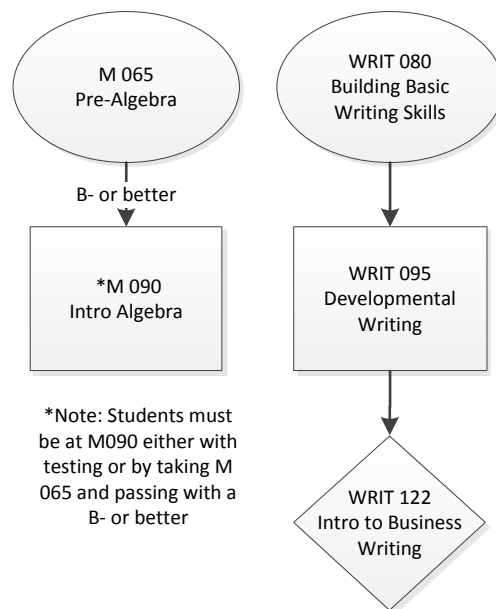 M 065
Pre-Algebra
B- or better
*M 090
Intro Algebra
*Note: Students must
be at M090 either with
testing or by taking M
065 and passing with a
B- or better
WRIT 080
Building Basic
Writing Skills
WRIT 095
Developmental
Writing
WRIT 122
Intro to Business
Writing